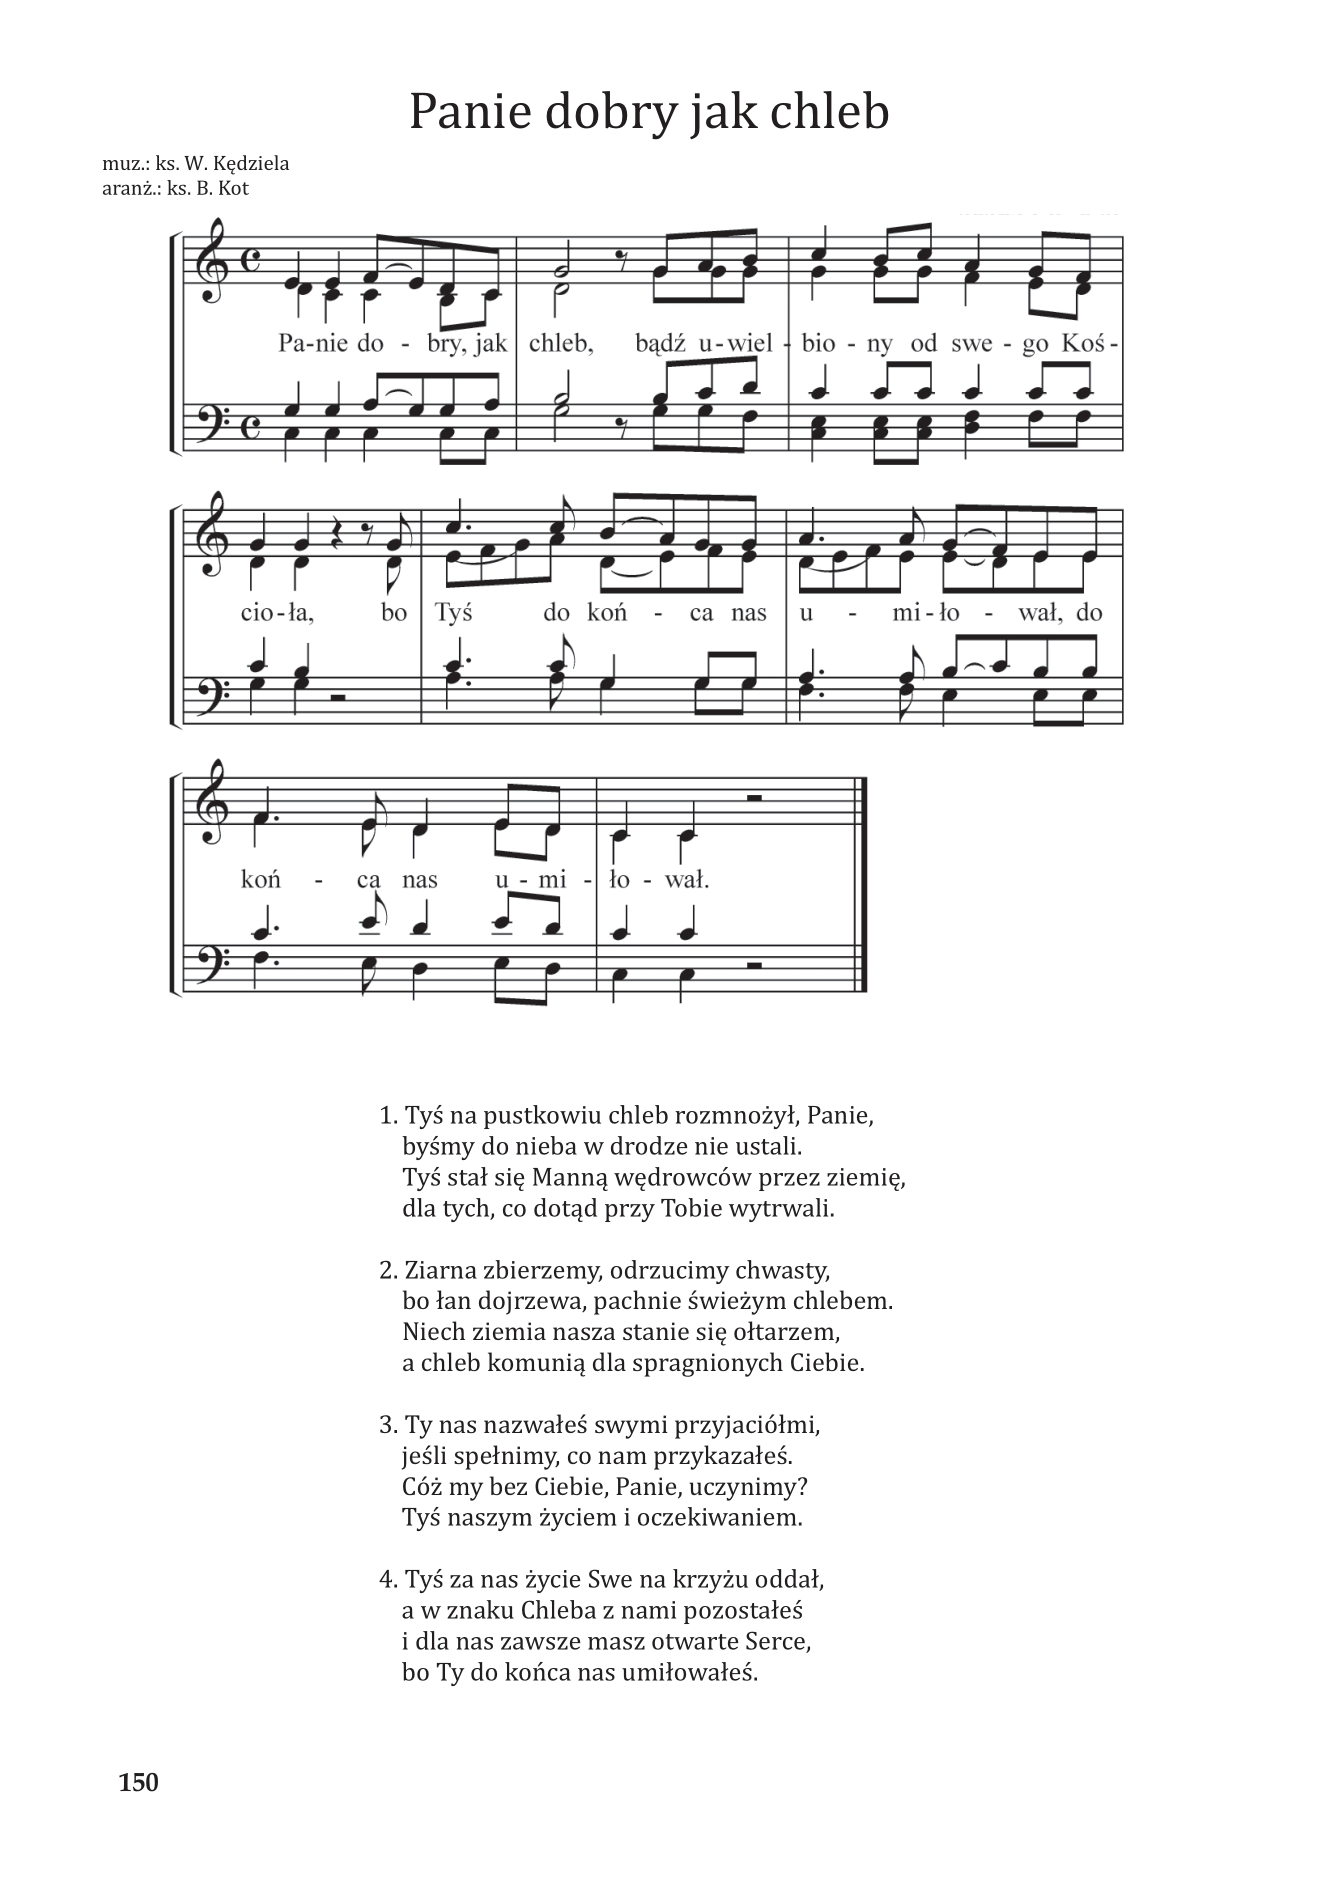 Panie dobry jak chleb
muz.: ks. W. Kędziela
aranż.: ks. B. Kot
Pa-nie do - bry, jak chleb, bądź u-wiel - bio - ny od swe - go Koś -
cio-ła, bo Tyś do koń - ca nas u - mi-ło - wał, do
koń - ca nas u - mi - ło - wał.
1. Tyś na pustkowiu chleb rozmnożył, Panie,
byśmy do nieba w drodze nie ustali.
Tyś stał się Manną wędrowców przez ziemię,
dla tych, co dotąd przy Tobie wytrwali.
2. Ziarna zbierzemy, odrzucimy chwasty,
bo łan dojrzewa, pachnie świeżym chlebem.
Niech ziemia nasza stanie się ołtarzem,
a chleb komunią dla spragnionych Ciebie.
3. Ty nas nazwałeś swymi przyjaciółmi,
jeśli spełnimy, co nam przykazałeś.
Cóż my bez Ciebie, Panie, uczynimy?
Tyś naszym życiem i oczekiwaniem.
4. Tyś za nas życie Swe na krzyżu oddał,
a w znaku Chleba z nami pozostałeś
i dla nas zawsze masz otwarte Serce,
bo Ty do końca nas umiłowałeś.
150